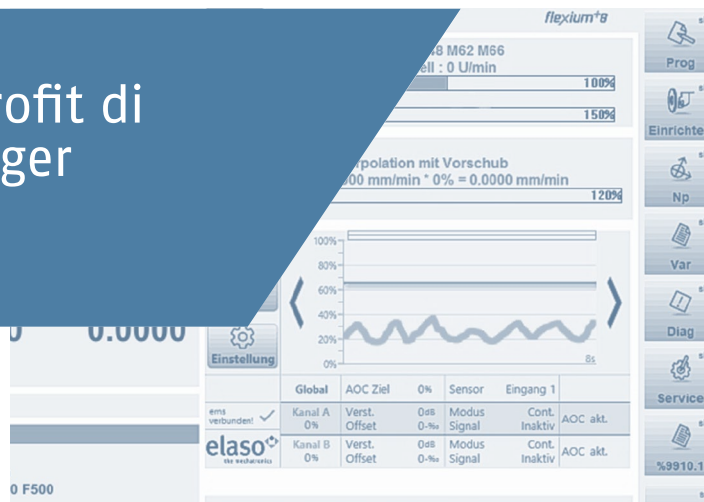 flexium+8
rofit di
ger
M62 M66
ell : 0 U/min
100%
150%
rpolation mit Vorschub
000 mm/min * 0% = 0.0000 mm/min
120%
100%
80%
60%
40%
20%
0%
8s
Einstellung
0.0000
Global AOC Ziel 0% Sensor Eingang 1
ems verbunden!
Kanal A Verst. 0dB Modus Cont. AOC akt.
0% Offset 0-‰ Signal Inaktiv
elaso
the mechatronics
Kanal B Verst. 0dB Modus Cont. AOC akt.
0% Offset 0-‰ Signal Inaktiv
0 F500
Prog
Einrichte
Np
Var
Diag
Service
%9910.1